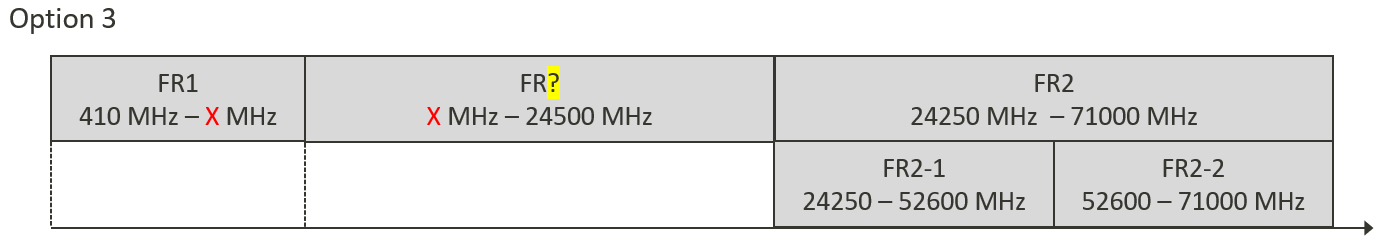 Option 3
FR1
410 MHz – X MHz
FR?
X MHz – 24500 MHz
FR2
24250 MHz – 71000 MHz
FR2-1
24250 – 52600 MHz
FR2-2
52600 – 71000 MHz